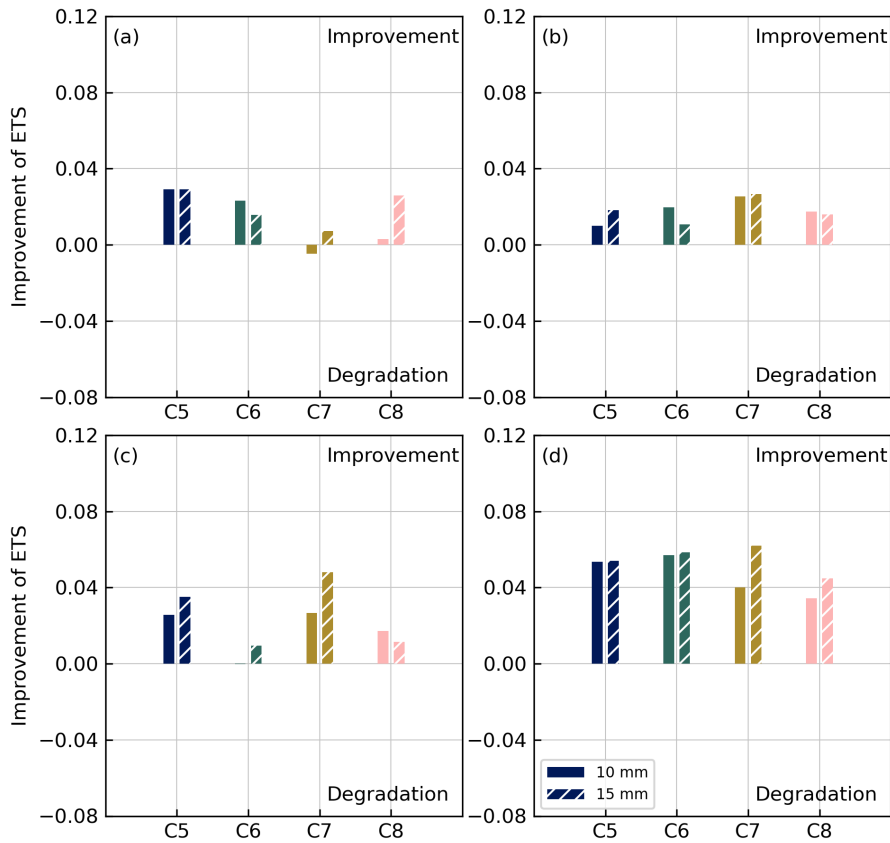 0.12
(a)
Improvement
0.08
0.04
0.00
−0.04
−0.08
Degradation
Improvement of ETS
C5 C6 C7 C8
0.12
(b)
Improvement
0.08
0.04
0.00
−0.04
−0.08
Degradation
C5 C6 C7 C8
0.12
(c)
Improvement
0.08
0.04
0.00
−0.04
−0.08
Degradation
Improvement of ETS
C5 C6 C7 C8
0.12
(d)
Improvement
0.08
0.04
0.00
−0.04
−0.08
10 mm
15 mm
Degradation
C5 C6 C7 C8